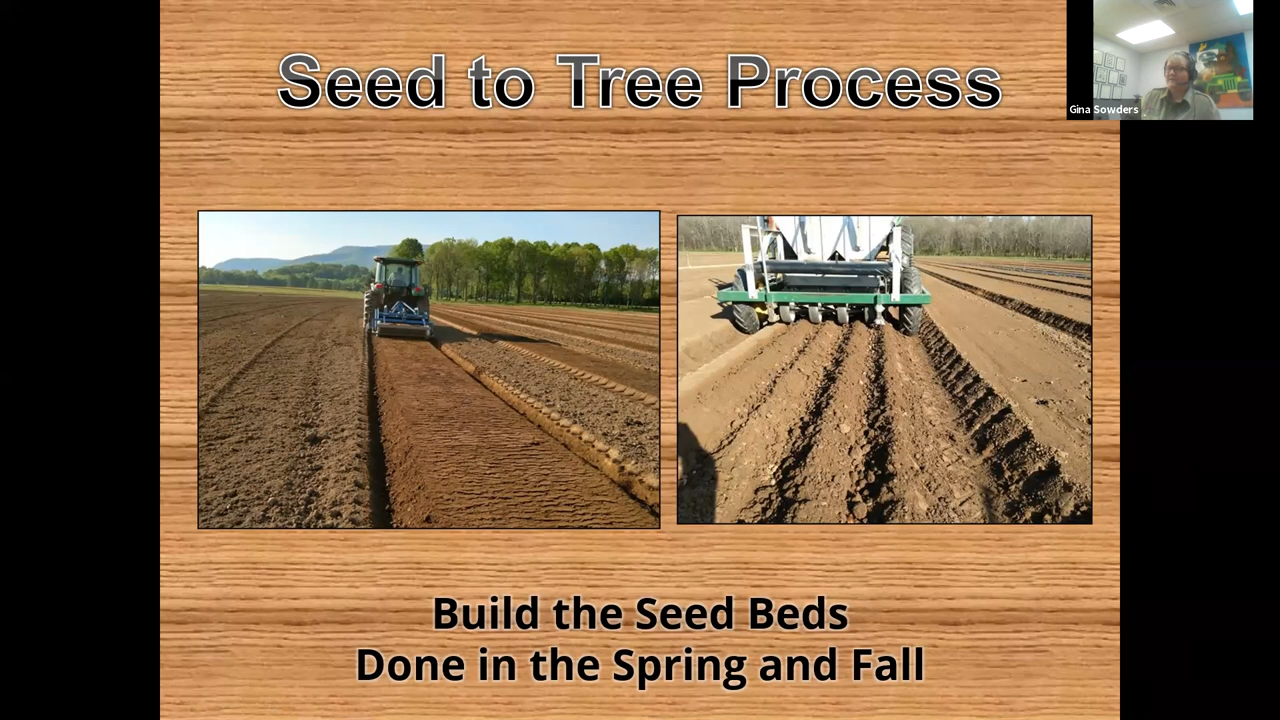 Seed to Tree Process
Gina Sowders
Build the Seed Beds
Done in the Spring and Fall